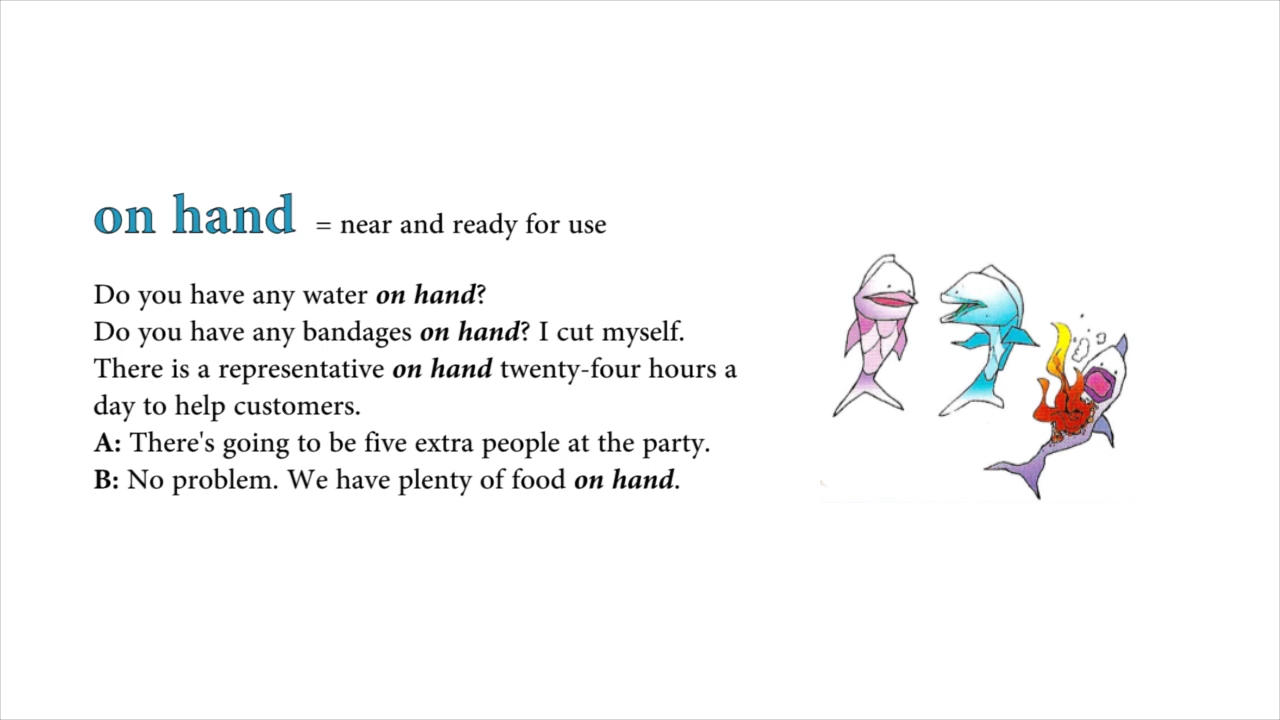 on hand = near and ready for use
Do you have any water on hand?
Do you have any bandages on hand? I cut myself.
There is a representative on hand twenty-four hours a
day to help customers.
A: There's going to be five extra people at the party.
B: No problem. We have plenty of food on hand.